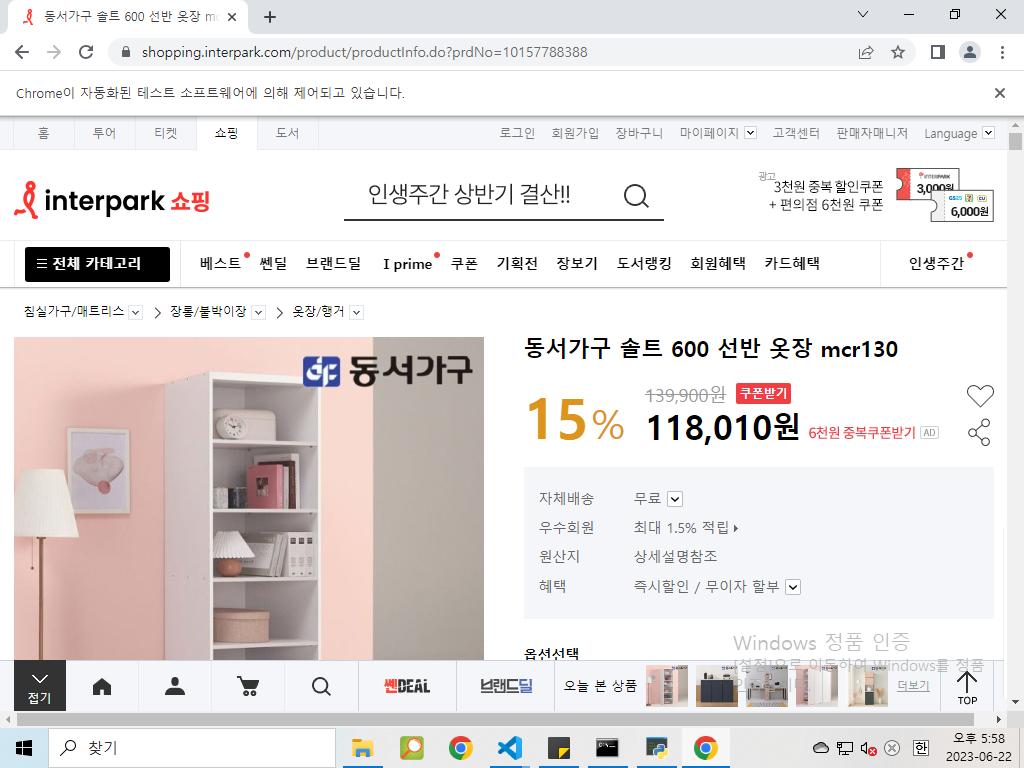 동서가구 솔트 600 선반 옷장 mc
shopping.interpark.com/product/productInfo.do?prdNo=10157788388
Chrome이 자동화된 테스트 소프트웨어에 의해 제어되고 있습니다.
홈 투어 티켓 쇼핑 도서 로그인 회원가입 장바구니 마이페이지 고객센터 판매자매니저 Language
광고
interpark 쇼핑
인생주간 상반기 결산!!
3천원 중복 할인쿠폰
+ 편의점 6천원 쿠폰
INTERPARK
3,000원
GS25 CU
6,000원
전체 카테고리 베스트 쎈딜 브랜드딜 I prime 쿠폰 기획전 장보기 도서랭킹 회원혜택 카드혜택 인생주간
침실가구/매트리스 장롱/붙박이장 옷장/행거
동서가구
동서가구 솔트 600 선반 옷장 mcr130
15%
139,900원 쿠폰받기
118,010원 6천원 중복쿠폰받기 AD
자체배송 무료
우수회원 최대 1.5% 적립
원산지 상세설명참조
혜택 즉시할인 / 무이자 할부
옵션선택
Windows 정품 인증
[설정]으로 이동하여 Windows를 정품
접기
쎈DEAL
브랜드딜
오늘 본 상품
더보기
TOP
찾기
한
오후 5:58
2023-06-22